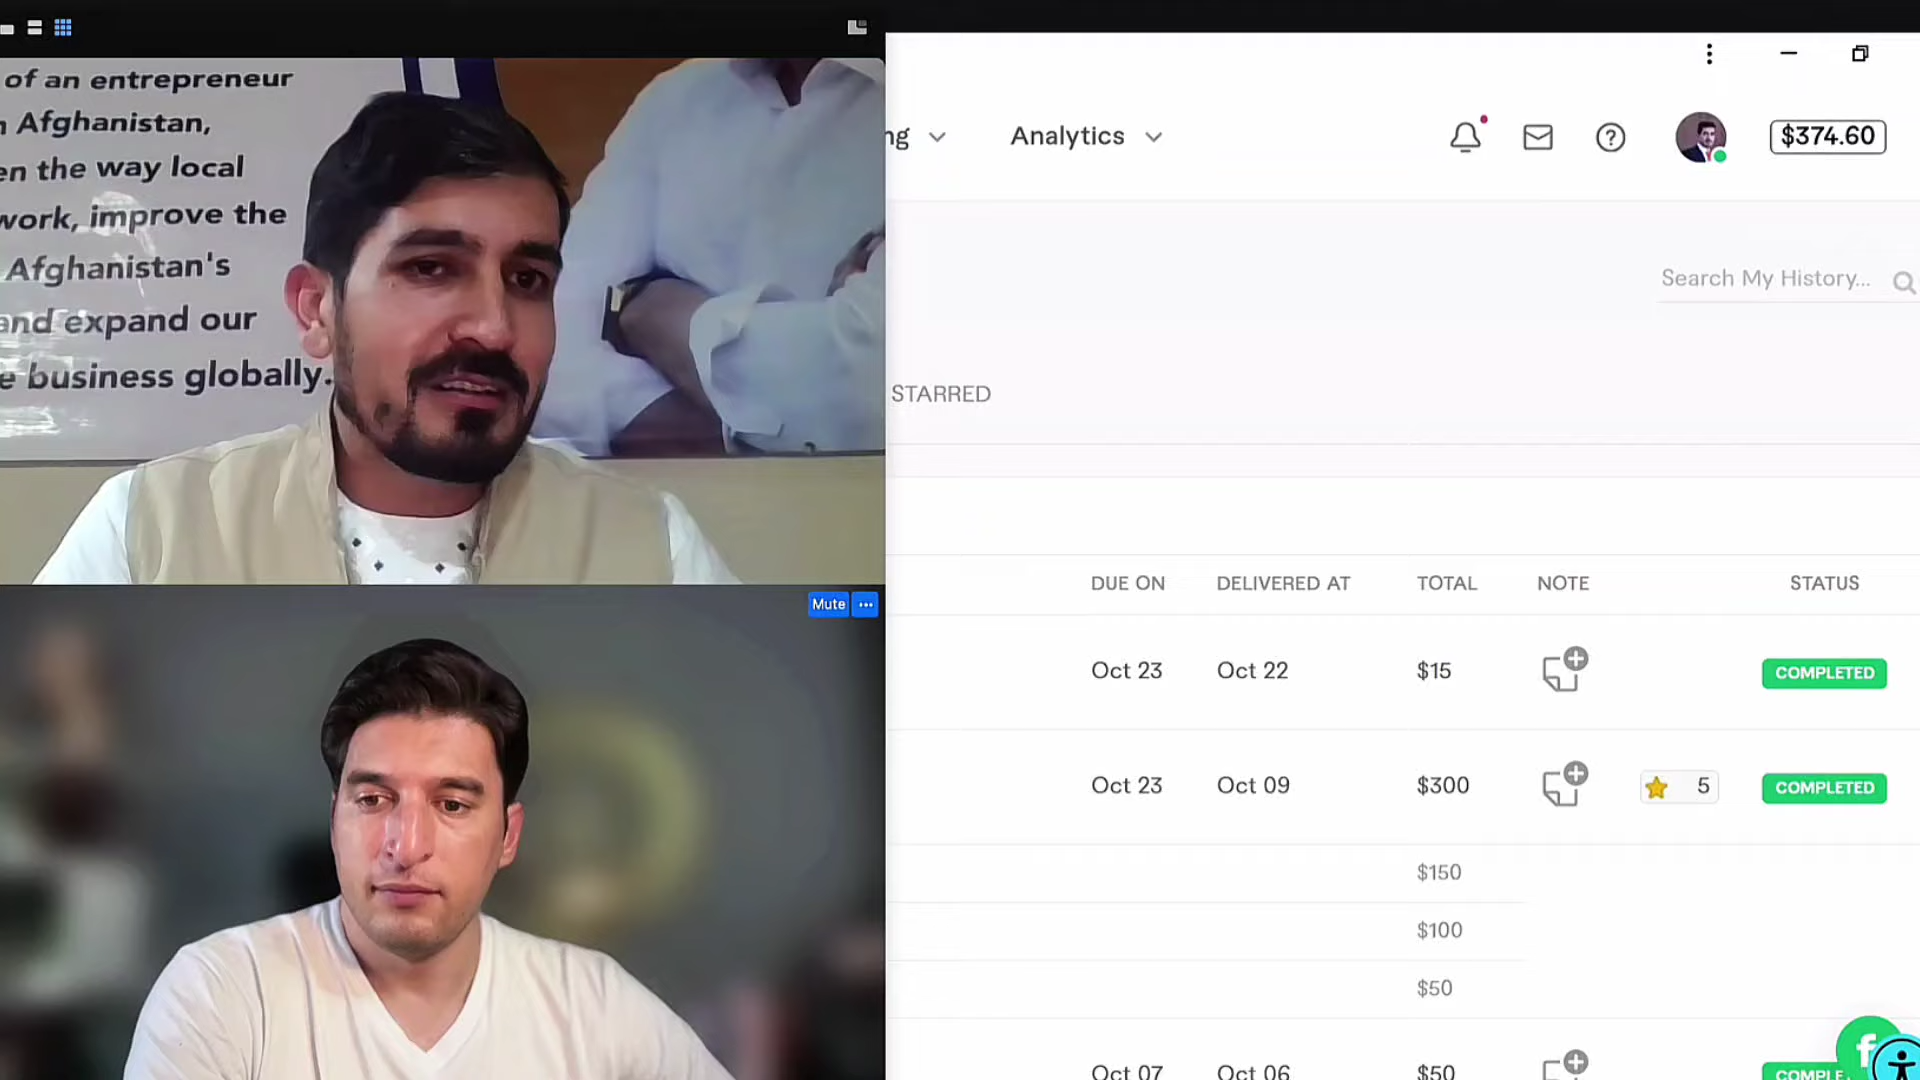 of an entrepreneur
Afghanistan,
the way local
work, improve the
Afghanistan's
and expand our
business globally.
Mute
Analytics
$374.60
Search My History...
STARRED
DUE ON DELIVERED AT TOTAL NOTE STATUS
Oct 23 Oct 22 $15 COMPLETED
Oct 23 Oct 09 $300 5 COMPLETED
$150
$100
$50
Oct 07 Oct 06 $50 COMPLE